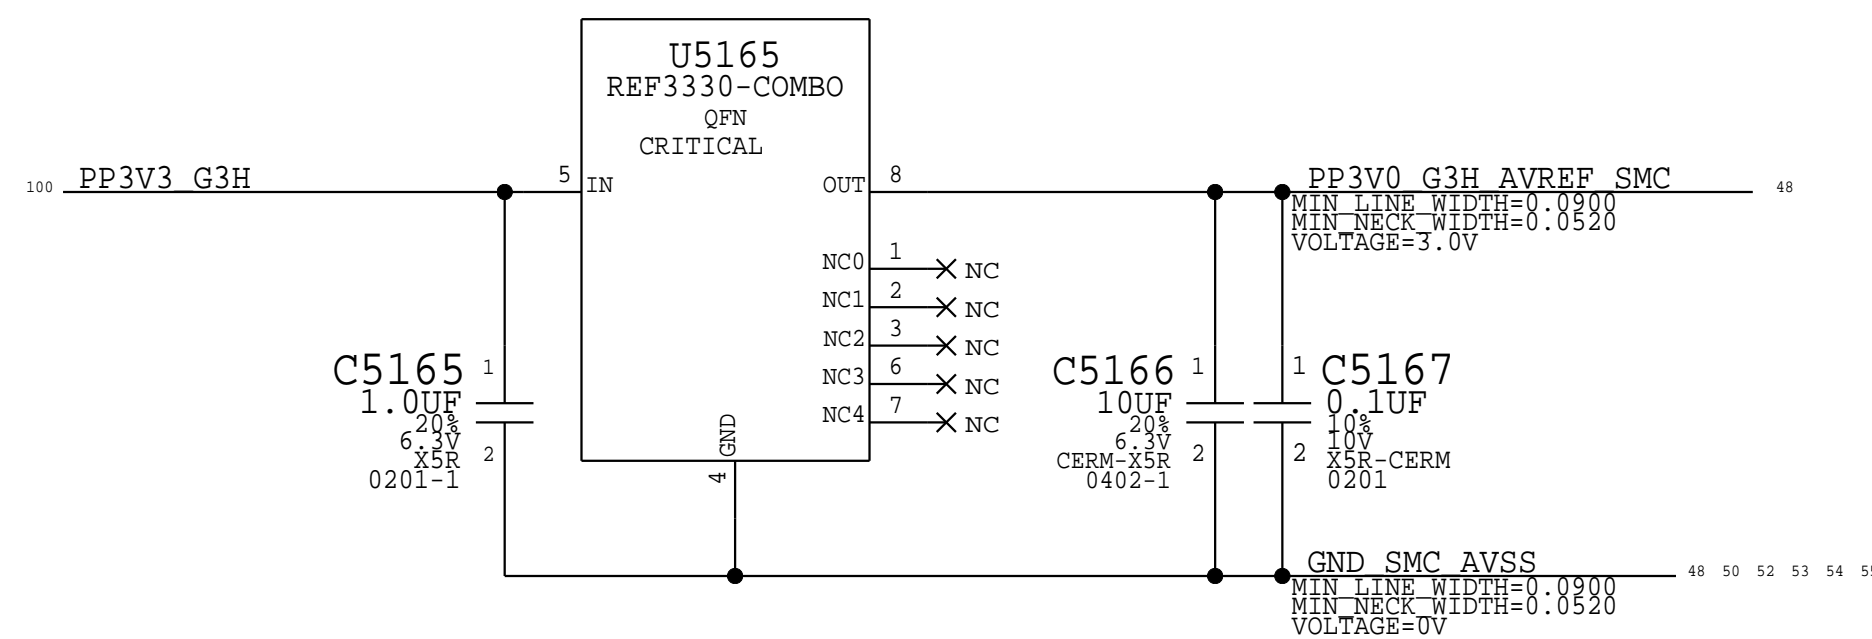 U5165
REF3330-COMBO
QFN
CRITICAL
100 PP3V3_G3H
5 IN
OUT 8
PP3V0_G3H_AVREF_SMC 48
MIN_LINE_WIDTH=0.0900
MIN_NECK_WIDTH=0.0520
VOLTAGE=3.0V
NC0 1 NC
NC1 2 NC
NC2 3 NC
NC3 6 NC
NC4 7 NC
GND
4
C5165 1
1.0UF
20%
6.3V
X5R 2
0201-1
C5166 1
10UF
20%
6.3V
CERM-X5R 2
0402-1
1 C5167
0.1UF
10%
10V
2 X5R-CERM
0201
GND_SMC_AVSS 48 50 52 53 54
MIN_LINE_WIDTH=0.0900
MIN_NECK_WIDTH=0.0520
VOLTAGE=0V